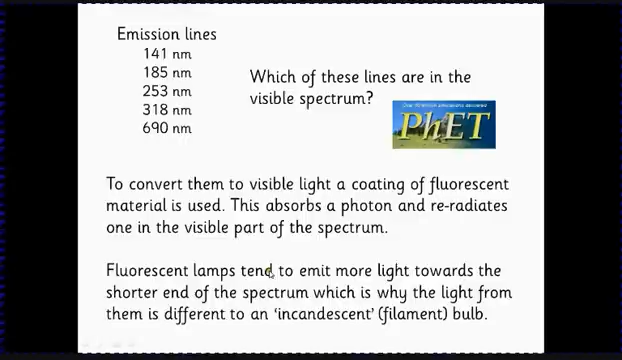 Emission lines
141 nm
185 nm
253 nm
318 nm
690 nm
Which of these lines are in the
visible spectrum?
PhET
To convert them to visible light a coating of fluorescent
material is used. This absorbs a photon and re-radiates
one in the visible part of the spectrum.
Fluorescent lamps tend to emit more light towards the
shorter end of the spectrum which is why the light from
them is different to an 'incandescent' (filament) bulb.